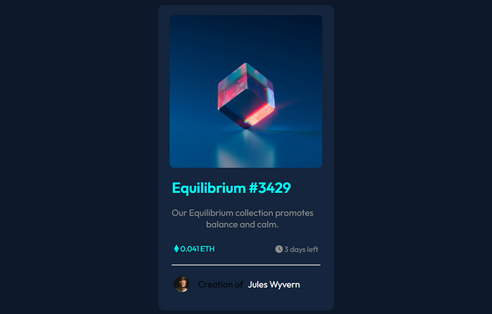 Equilibrium #3429
Our Equilibrium collection promotes
balance and calm.
0.041 ETH 3 days left
Creation of Jules Wyvern